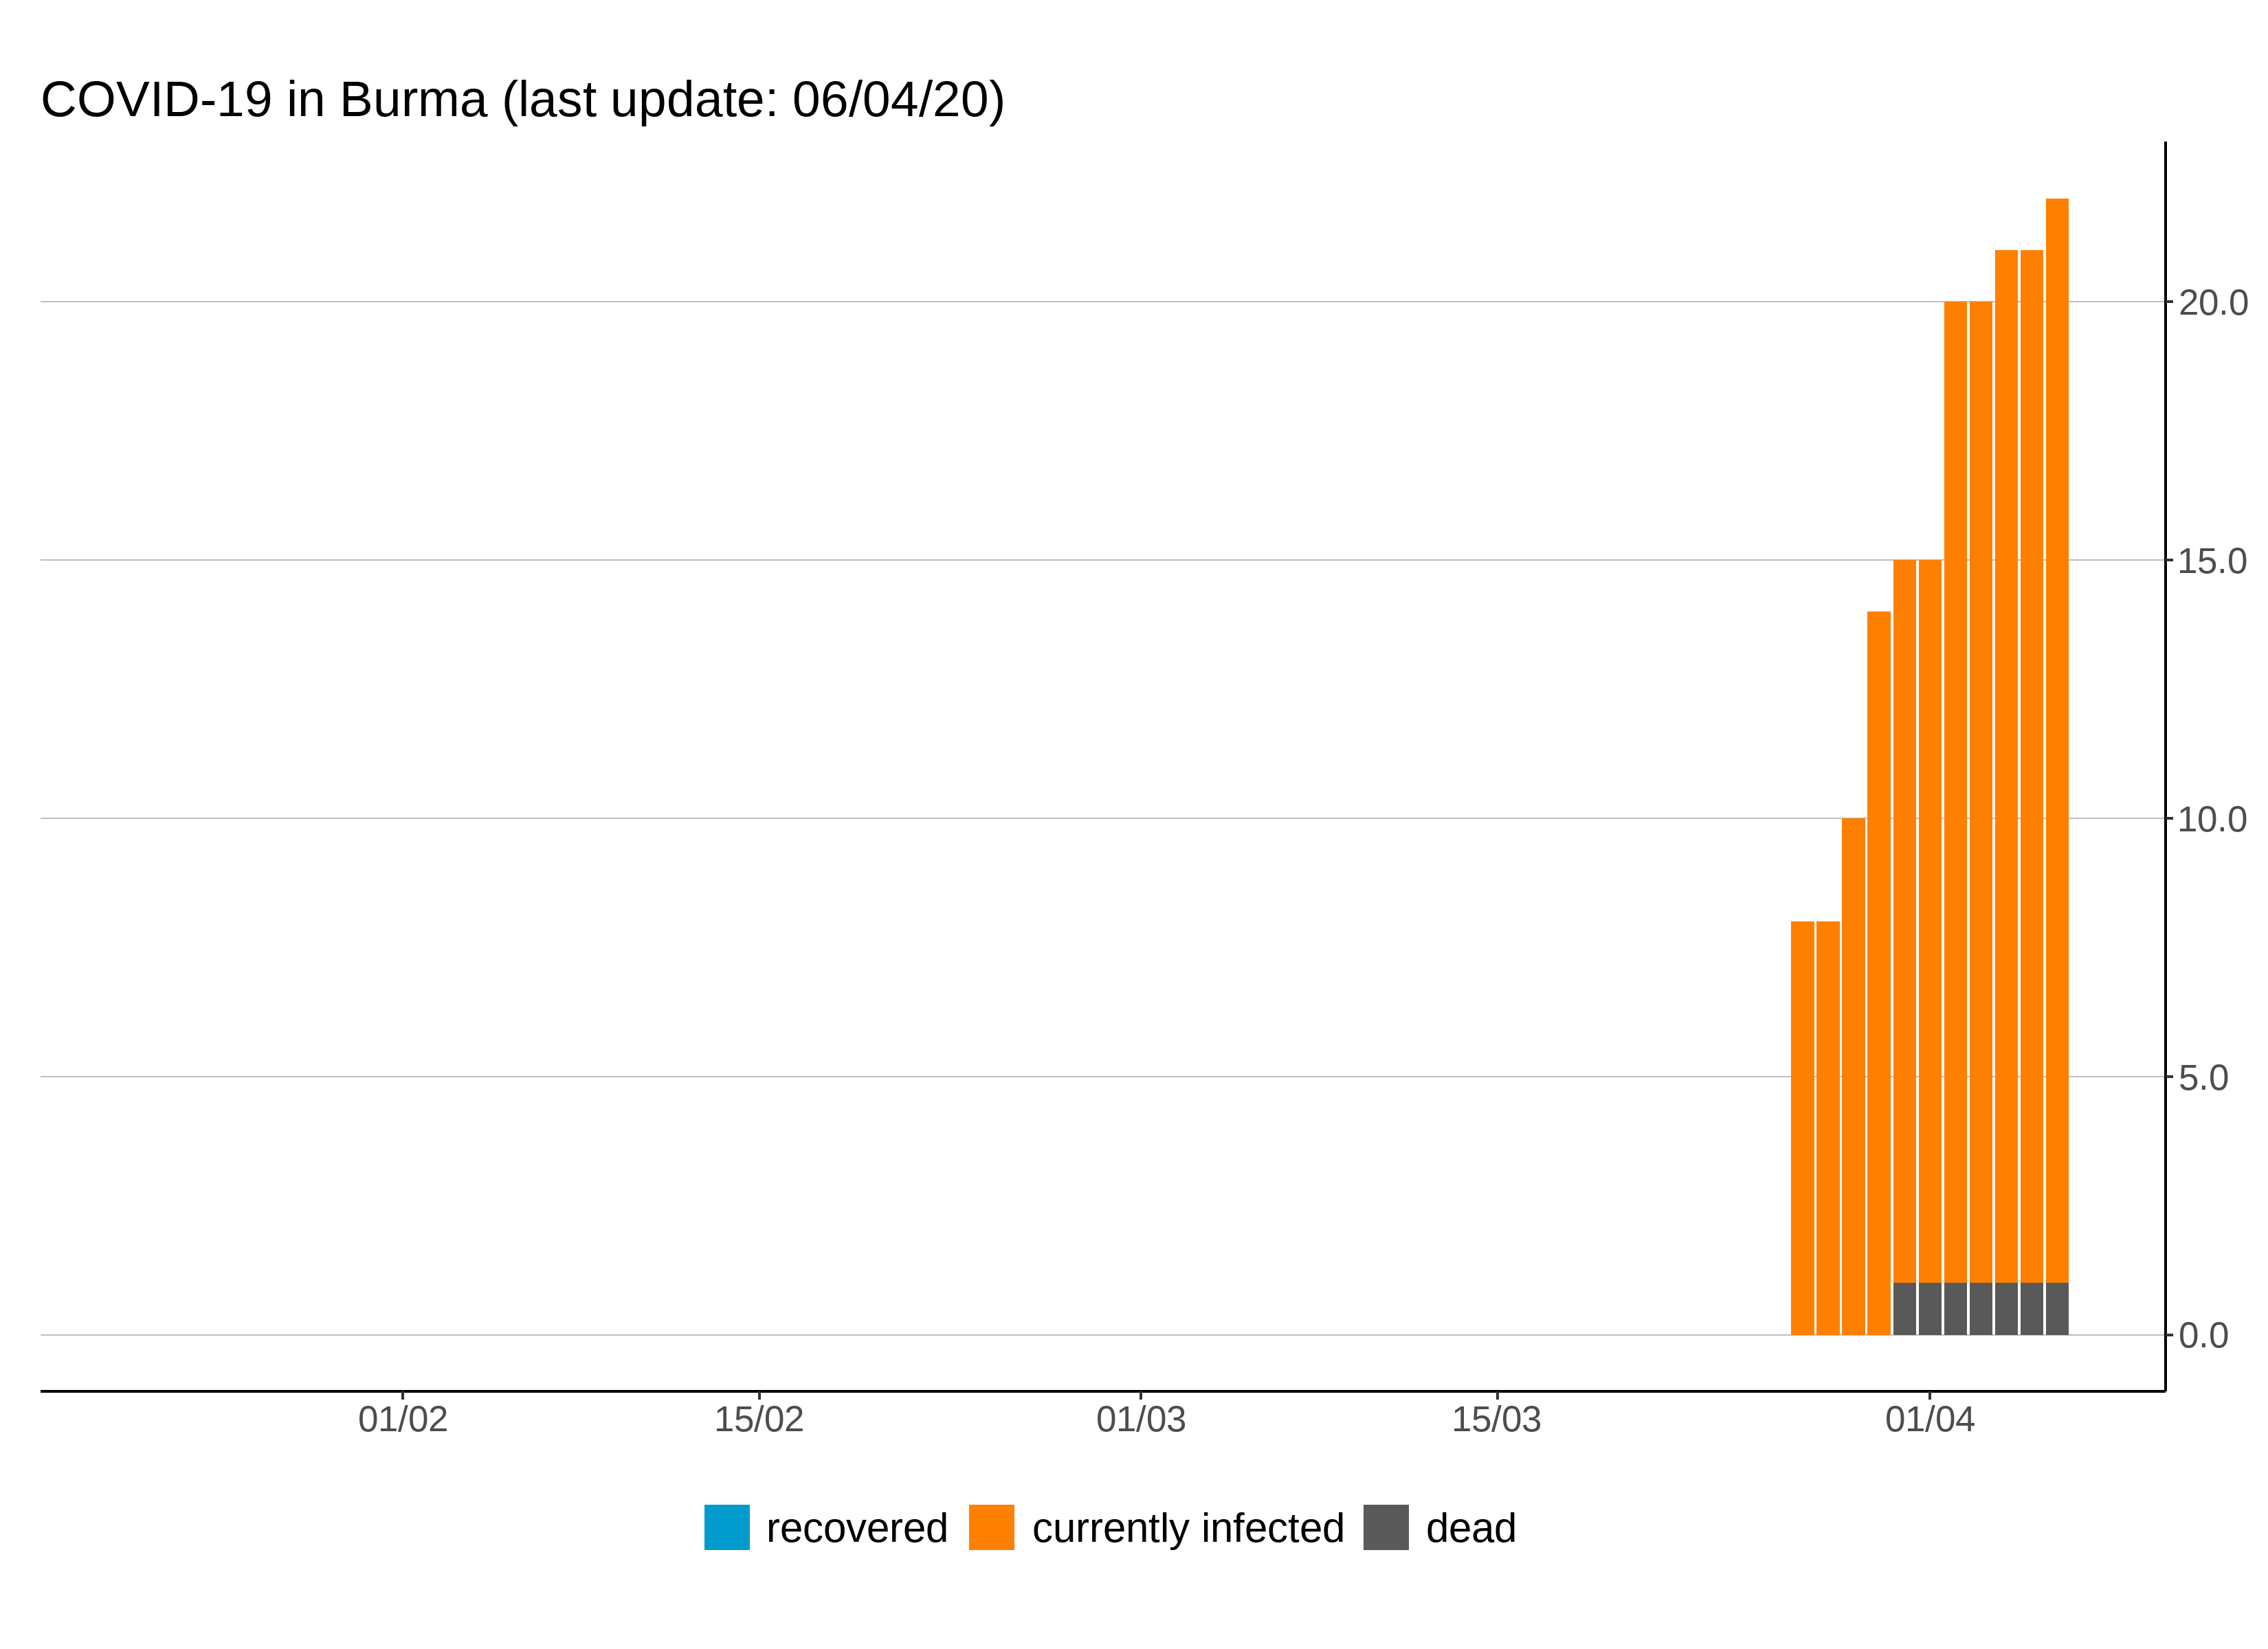 COVID-19 in Burma (last update: 06/04/20)
20.0
15.0
10.0
5.0
0.0
01/02 15/02 01/03 15/03 01/04
recovered currently infected dead